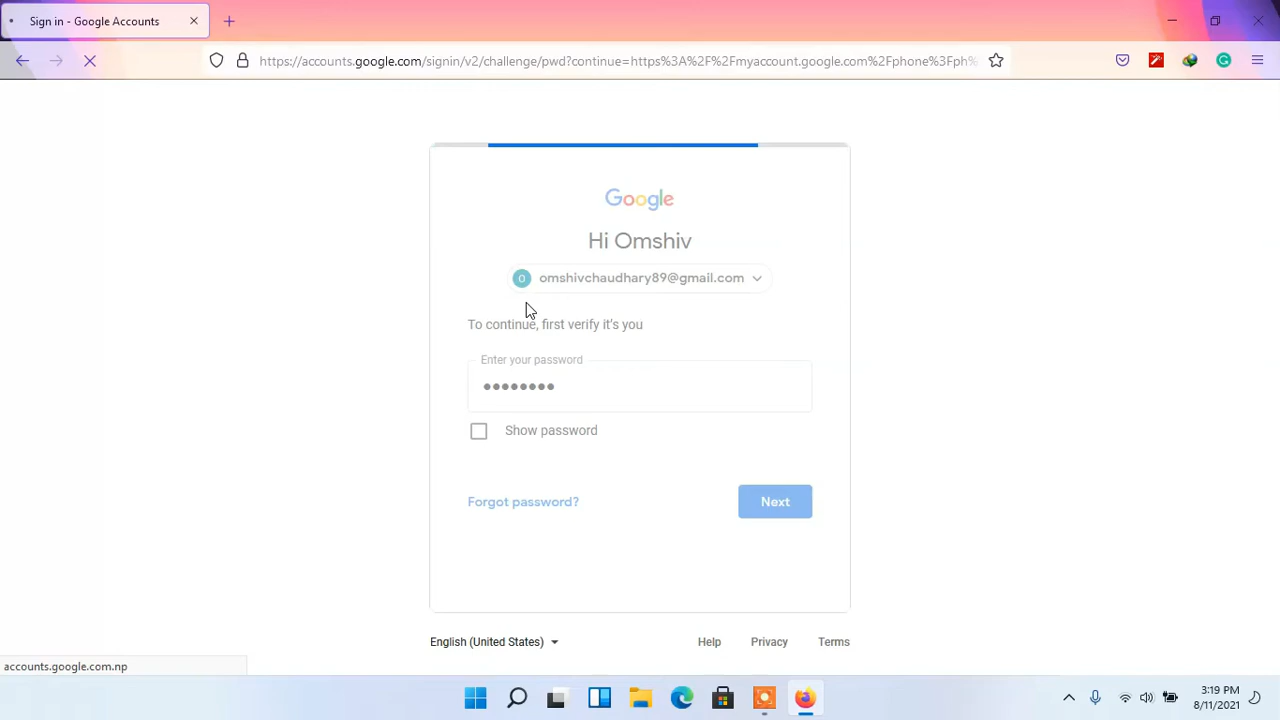 Sign in - Google Accounts
https://accounts.google.com/signin/v2/challenge/pwd?continue=https%3A%2F%2Fmyaccount.google.com%2Fphone%3Fph%
Google
Hi Omshiv
O omshivchaudhary89@gmail.com
To continue, first verify it's you
Enter your password
••••••••
Show password
Forgot password?
Next
English (United States)
Help
Privacy
Terms
accounts.google.com.np
3:19 PM
8/11/2021